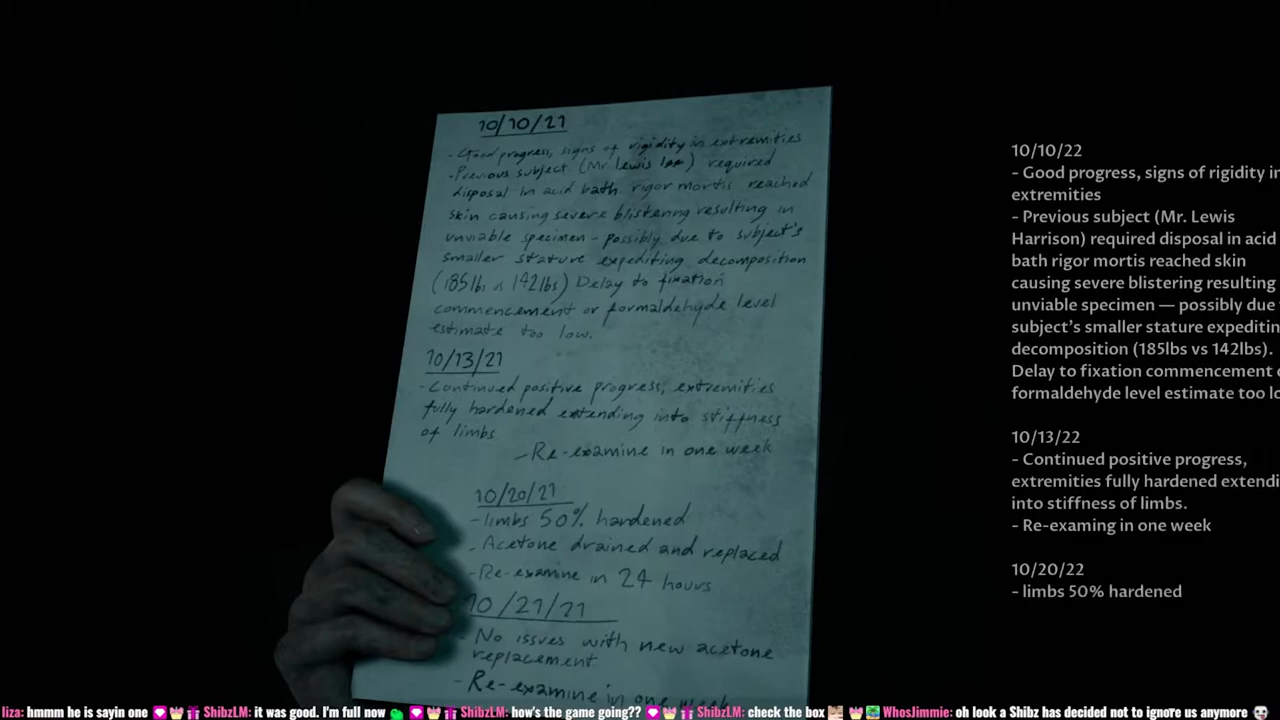 10/10/21
- Good progress, signs of rigidity in extremities
- Previous subject (Mr Lewis) required
disposal in acid bath rigor mortis reached
skin causing severe blistering resulting in
unviable specimen - possibly due to subject's
smaller stature expediting decomposition
(185lbs vs 142lbs) Delay to fixation
commencement or formaldehyde level
estimate too low.
10/13/21
- Continued positive progress, extremities
fully hardened extending into stiffness
of limbs
- Re-examine in one week
10/20/21
- limbs 50% hardened
- Acetone drained and replaced
- Re-examine in 24 hours
10/21/21
No issues with new acetone
replacement
- Re-examine in one week
10/10/22
- Good progress, signs of rigidity in
extremities
- Previous subject (Mr. Lewis
Harrison) required disposal in acid
bath rigor mortis reached skin
causing severe blistering resulting
unviable specimen — possibly due
subject's smaller stature expeditin
decomposition (185lbs vs 142lbs).
Delay to fixation commencement
formaldehyde level estimate too lo
10/13/22
- Continued positive progress,
extremities fully hardened extendi
into stiffness of limbs.
- Re-examing in one week
10/20/22
- limbs 50% hardened
liza: hmmm he is sayin one ShibzLM: it was good. I'm full now ShibzLM: how's the game going?? ShibzLM: check the box WhosJimmie: oh look a Shibz has decided not to ignore us anymore